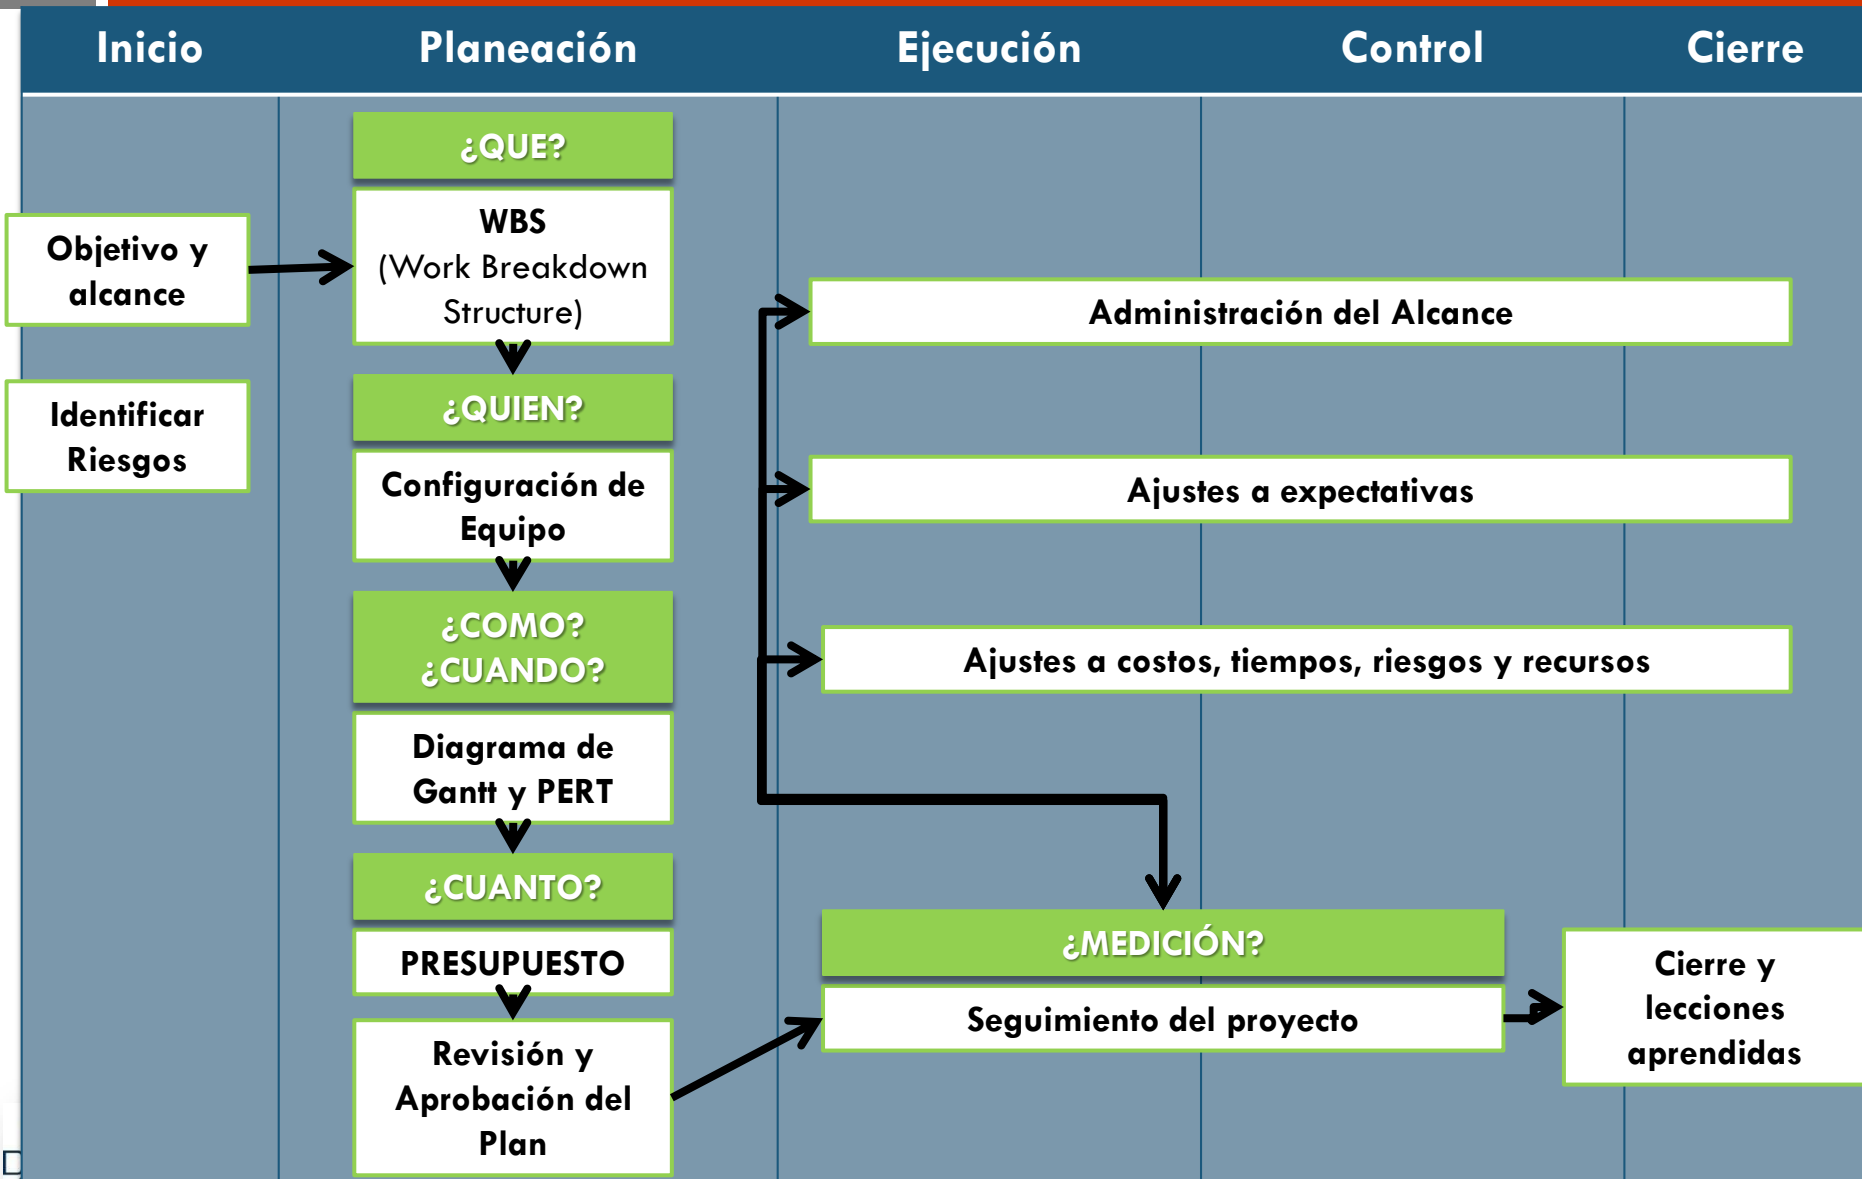 Inicio
Planeación
Ejecución
Control
Cierre
Objetivo y
alcance
Identificar
Riesgos
¿QUE?
WBS
(Work Breakdown
Structure)
¿QUIEN?
Configuración de
Equipo
¿COMO?
¿CUANDO?
Diagrama de
Gantt y PERT
¿CUANTO?
PRESUPUESTO
Revisión y
Aprobación del
Plan
Administración del Alcance
Ajustes a expectativas
Ajustes a costos, tiempos, riesgos y recursos
¿MEDICIÓN?
Seguimiento del proyecto
Cierre y
lecciones
aprendidas